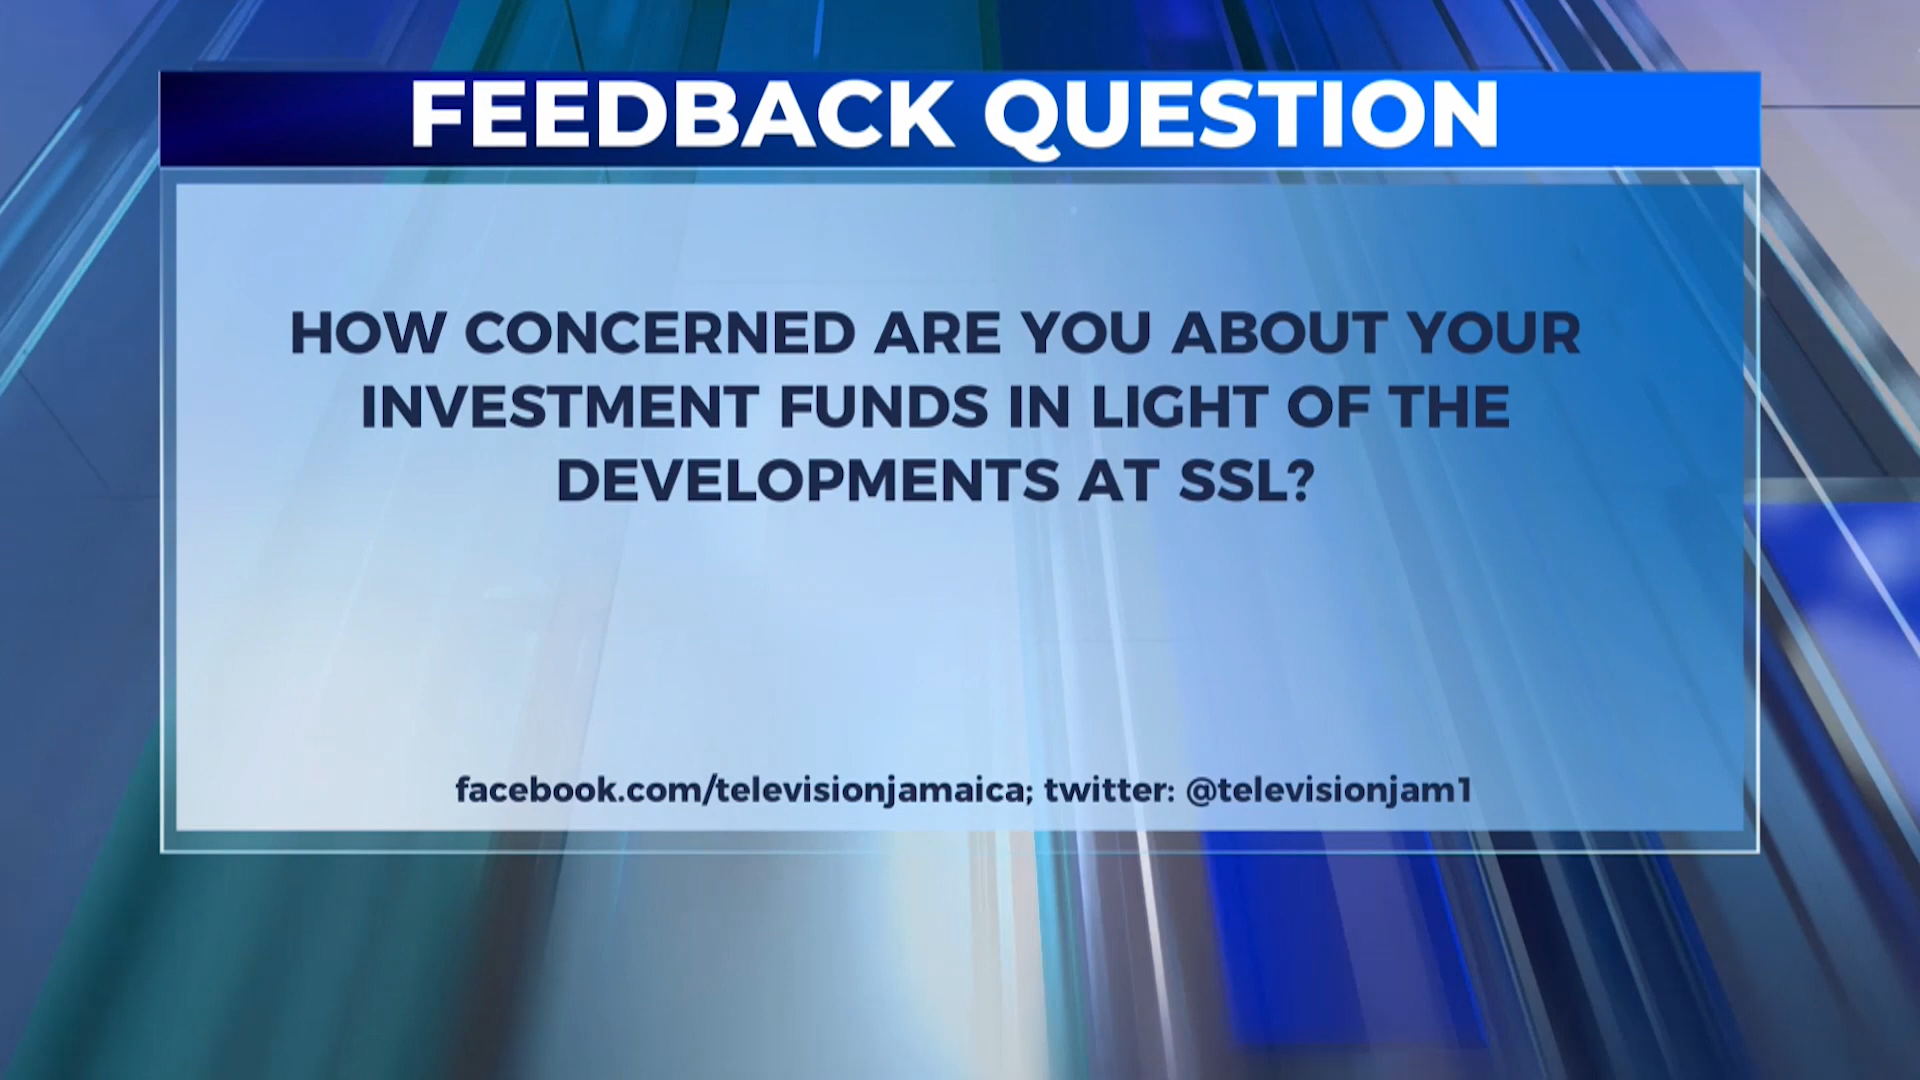 FEEDBACK QUESTION
HOW CONCERNED ARE YOU ABOUT YOUR
INVESTMENT FUNDS IN LIGHT OF THE
DEVELOPMENTS AT SSL?
facebook.com/televisionjamaica; twitter: @televisionjam1